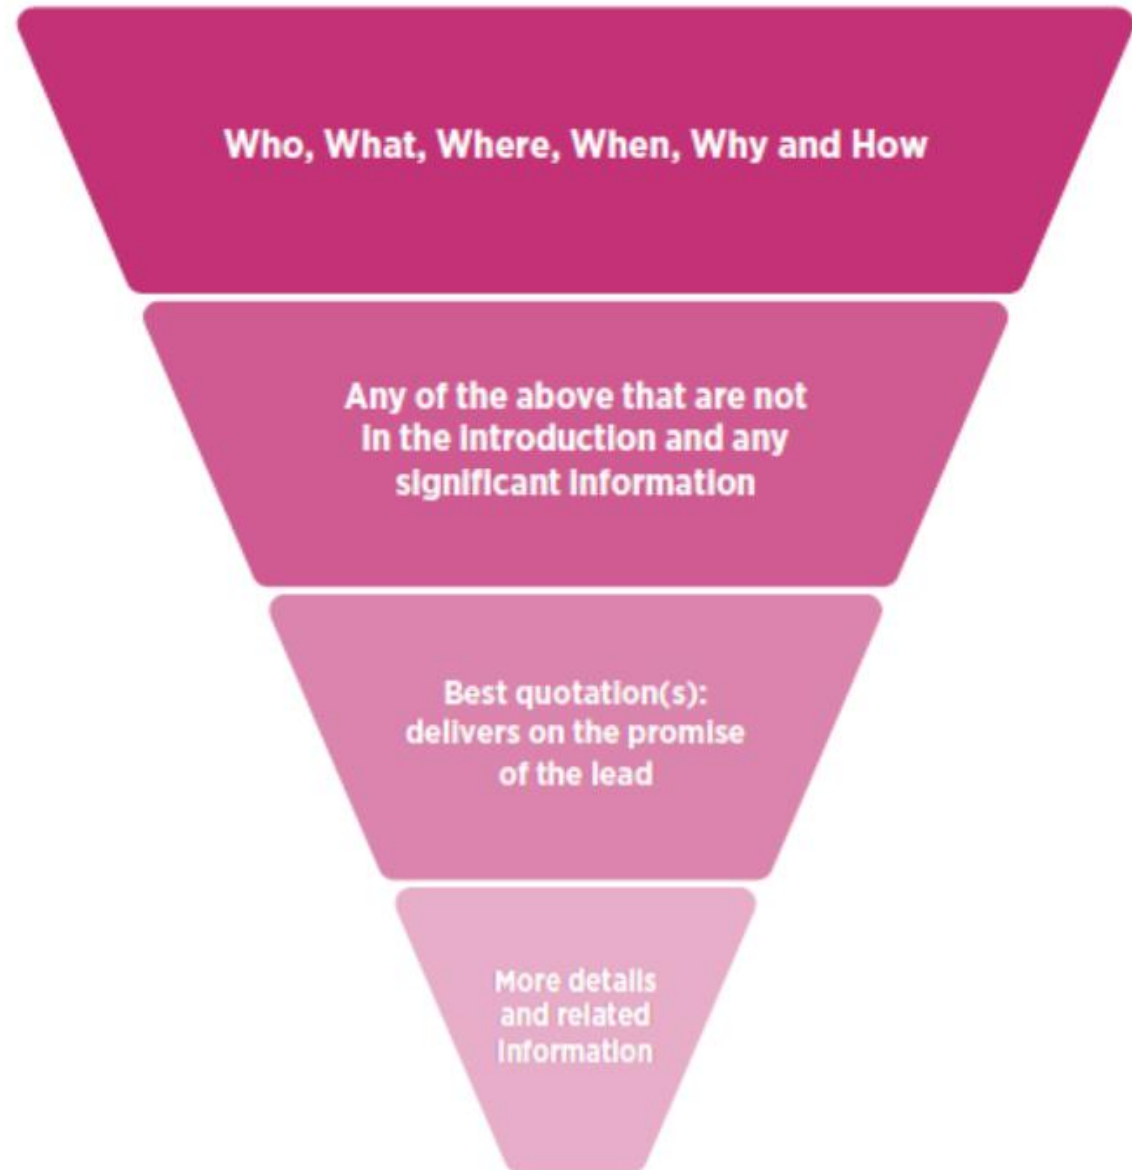 Who, What, Where, When, Why and How
Any of the above that are not
in the introduction and any
significant information
Best quotation(s):
delivers on the promise
of the lead
More details
and related
information